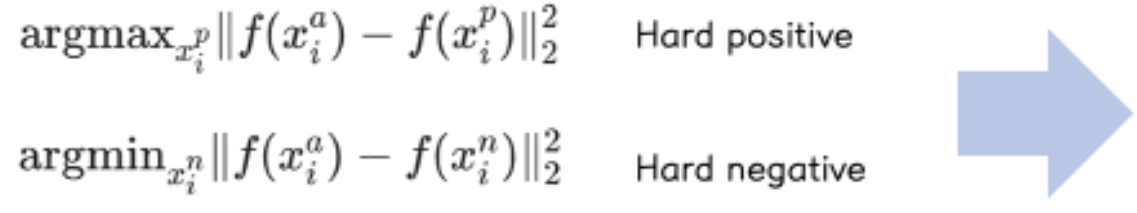 argmax_{x_i^p} ‖f(x_i^a) − f(x_i^p)‖_2^2 Hard positive
argmin_{x_i^n} ‖f(x_i^a) − f(x_i^n)‖_2^2 Hard negative